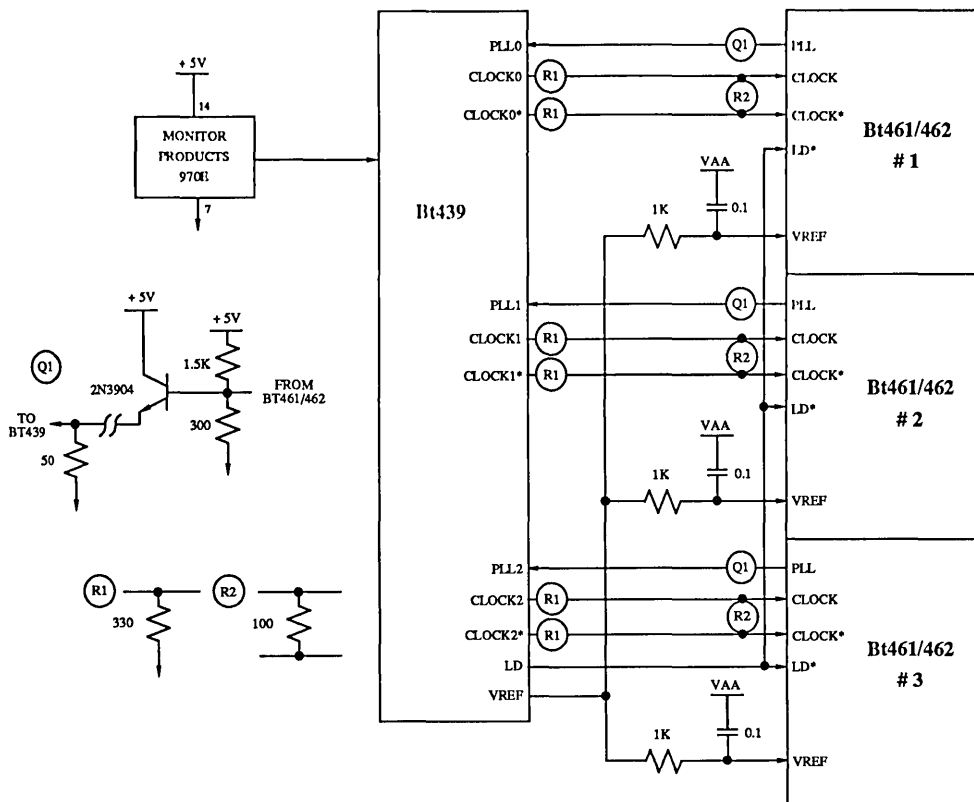 + 5V
14
MONITOR
PRODUCTS
970E
7
Bt439
PLL0
CLOCK0
CLOCK0*
R1
R1
Q1
R2
PLL
CLOCK
CLOCK*
LD*
VREF
Bt461/462
# 1
VAA
0.1
1K
PLL1
CLOCK1
CLOCK1*
R1
R1
Q1
R2
PLL
CLOCK
CLOCK*
LD*
VREF
Bt461/462
# 2
VAA
0.1
1K
Q1
+ 5V
2N3904
+ 5V
1.5K
300
FROM
BT461/462
TO
BT439
50
PLL2
CLOCK2
CLOCK2*
LD
VREF
R1
R1
Q1
R2
PLL
CLOCK
CLOCK*
LD*
VREF
Bt461/462
# 3
VAA
0.1
1K
R1
330
R2
100